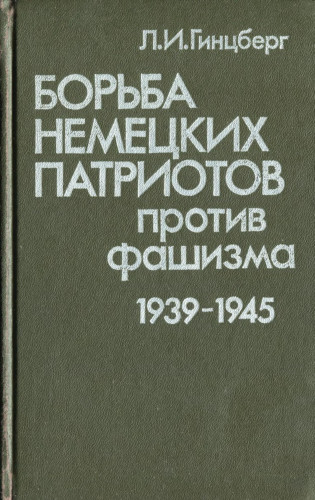 Л.И.Гинцберг
БОРЬБА
НЕМЕЦКИХ
ПАТРИОТОВ
против
фашизма
1939-1945